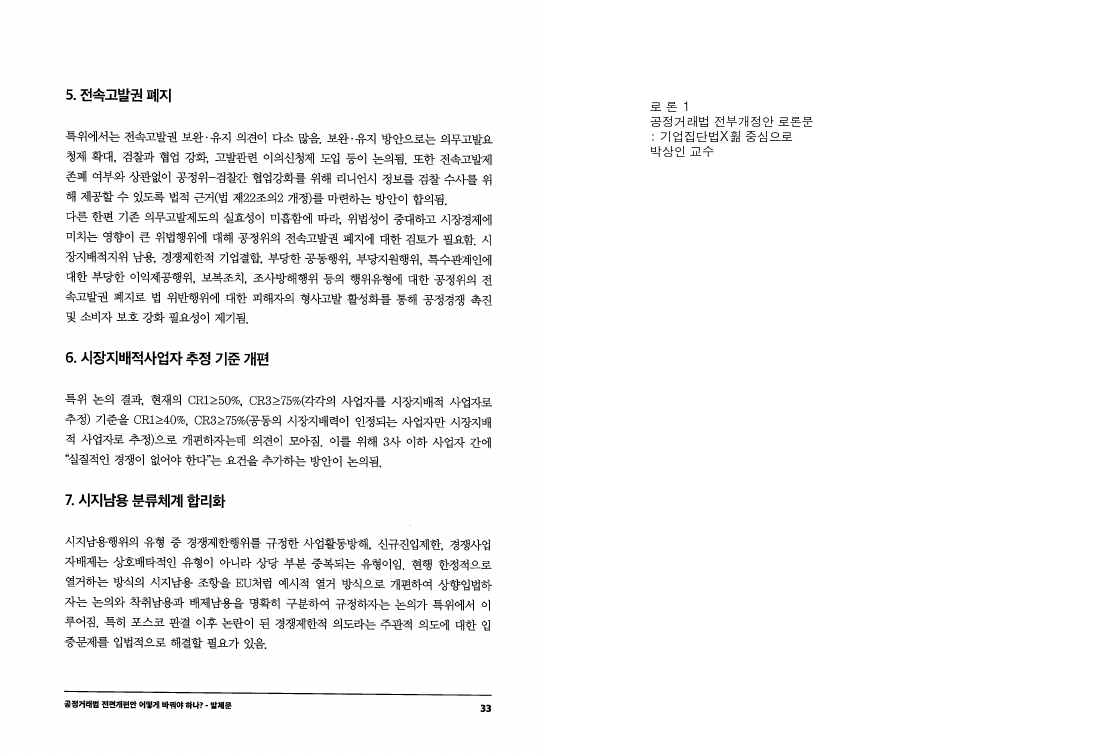 5. 전속고발권 폐지
특위에서는 전속고발권 보완·유지 의견이 다소 많음. 보완·유지 방안으로는 의무고발요
청제 확대, 검찰과 협업 강화, 고발관련 이의신청제 도입 등이 논의됨. 또한 전속고발제
존폐 여부와 상관없이 공정위-검찰간 협업강화를 위해 리니언시 정보를 검찰 수사를 위
해 제공할 수 있도록 법적 근거(법 제22조의2 개정)를 마련하는 방안이 합의됨.
다른 한편 기존 의무고발제도의 실효성이 미흡함에 따라, 위법성이 중대하고 시장경제에
미치는 영향이 큰 위법행위에 대해 공정위의 전속고발권 폐지에 대한 검토가 필요함. 시
장지배적지위 남용, 경쟁제한적 기업결합, 부당한 공동행위, 부당지원행위, 특수관계인에
대한 부당한 이익제공행위, 보복조치, 조사방해행위 등의 행위유형에 대한 공정위의 전
속고발권 폐지로 법 위반행위에 대한 피해자의 형사고발 활성화를 통해 공정경쟁 촉진
및 소비자 보호 강화 필요성이 제기됨.
6. 시장지배적사업자 추정 기준 개편
특위 논의 결과, 현재의 CR1≥50%, CR3≥75%(각각의 사업자를 시장지배적 사업자로
추정) 기준을 CR1≥40%, CR3≥75%(공동의 시장지배력이 인정되는 사업자만 시장지배
적 사업자로 추정)으로 개편하자는데 의견이 모아짐. 이를 위해 3사 이하 사업자 간에
“실질적인 경쟁이 없어야 한다”는 요건을 추가하는 방안이 논의됨.
7. 시지남용 분류체계 합리화
시지남용행위의 유형 중 경쟁제한행위를 규정한 사업활동방해, 신규진입제한, 경쟁사업
자배제는 상호배타적인 유형이 아니라 상당 부분 중복되는 유형이임. 현행 한정적으로
열거하는 방식의 시지남용 조항을 EU처럼 예시적 열거 방식으로 개편하여 상향입법하
자는 논의와 착취남용과 배제남용을 명확히 구분하여 규정하자는 논의가 특위에서 이
루어짐. 특히 포스코 판결 이후 논란이 된 경쟁제한적 의도라는 주관적 의도에 대한 입
증문제를 입법적으로 해결할 필요가 있음.
공정거래법 전면개편안 어떻게 바꿔야 하나? - 발제문
33
로 론 1
공정거래법 전부개정안 로론문
: 기업집단법X횖 중심으로
박상인 교수